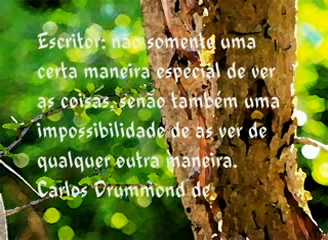 Escritor: não somente uma
certa maneira especial de ver
as coisas, senão também uma
impossibilidade de as ver de
qualquer outra maneira.
Carlos Drummond de